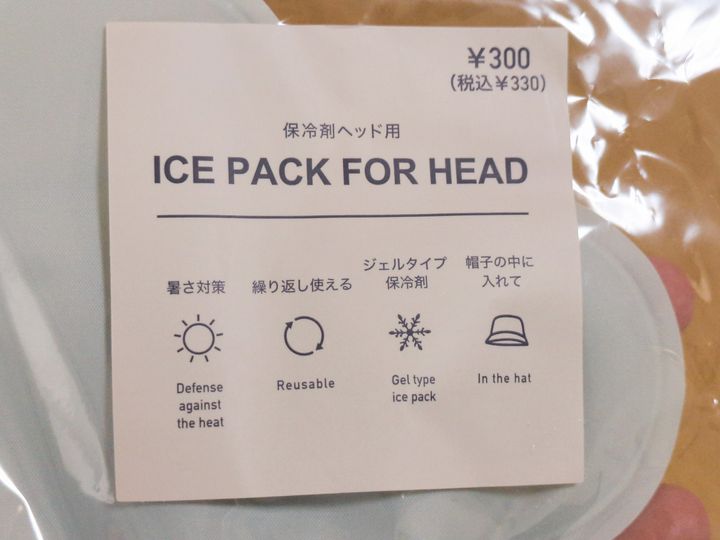 ¥300
(税込¥330)
保冷剤ヘッド用
ICE PACK FOR HEAD
暑さ対策
繰り返し使える
ジェルタイプ
保冷剤
帽子の中に
入れて
Defense
against
the heat
Reusable
Gel type
ice pack
In the hat